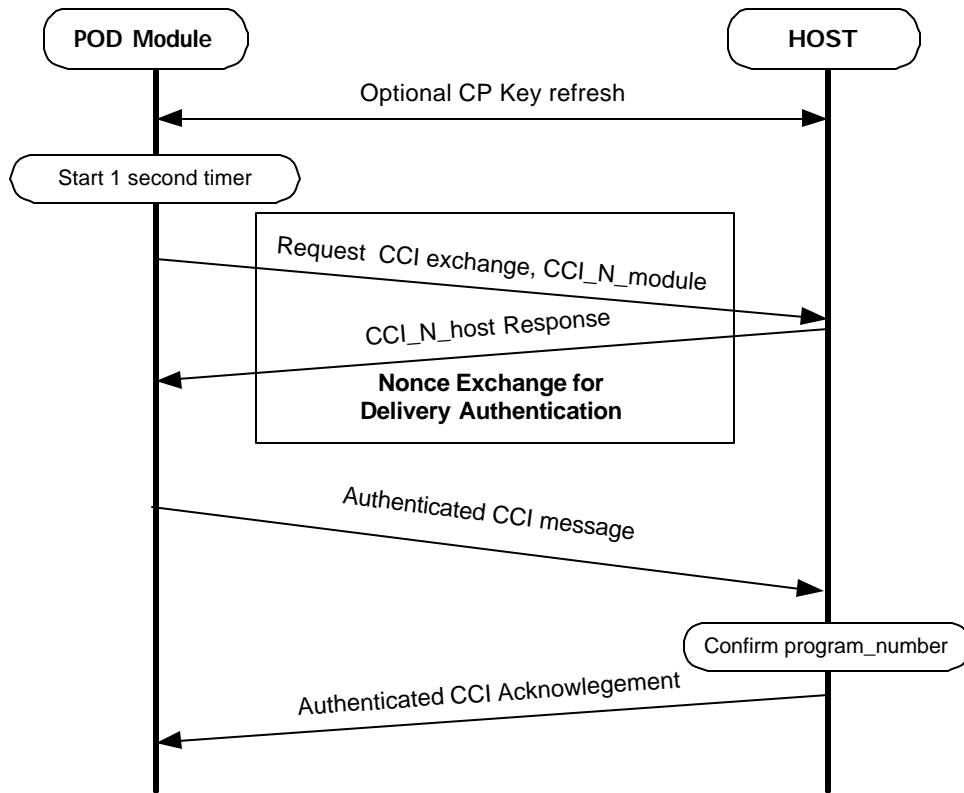 POD Module
HOST
Optional CP Key refresh
Start 1 second timer
Request CCI exchange, CCI_N_module
CCI_N_host Response
Nonce Exchange for
Delivery Authentication
Authenticated CCI message
Confirm program_number
Authenticated CCI Acknowlegement